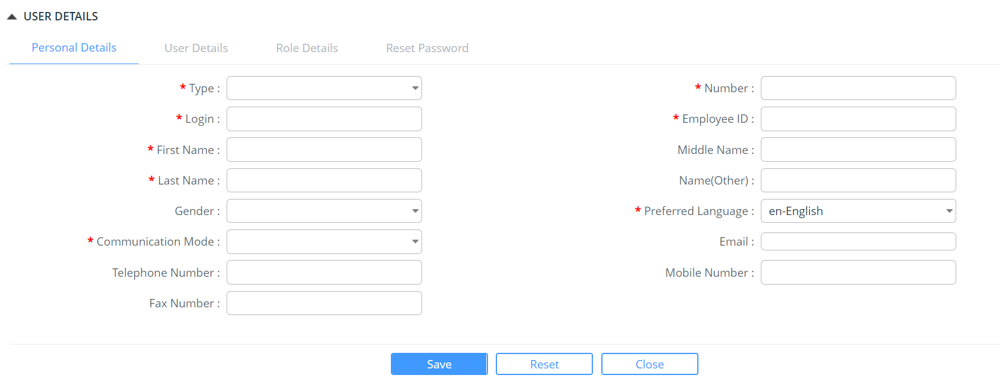 USER DETAILS
Personal Details User Details Role Details Reset Password
* Type : * Number :
* Login : * Employee ID :
* First Name : Middle Name :
* Last Name : Name(Other) :
Gender : * Preferred Language : en-English
* Communication Mode : Email :
Telephone Number : Mobile Number :
Fax Number :
Save Reset Close